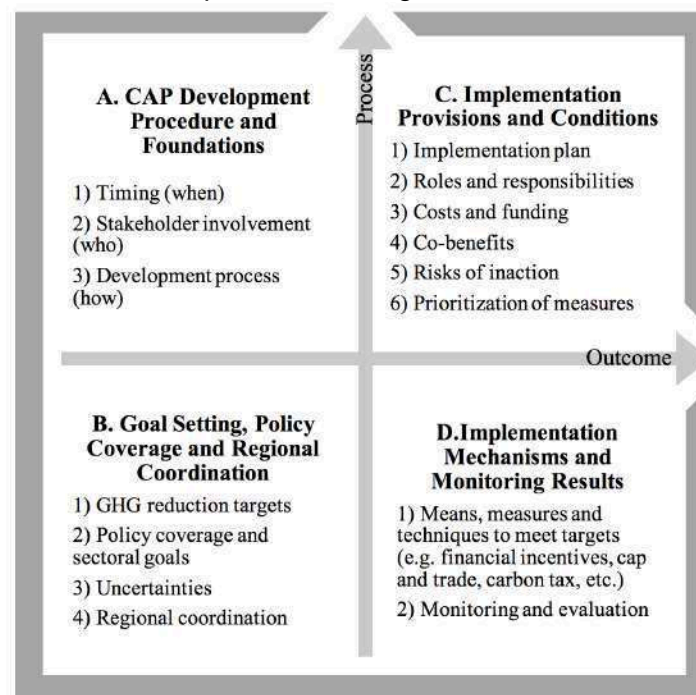 A. CAP Development
Procedure and
Foundations
1) Timing (when)
2) Stakeholder involvement
(who)
3) Development process
(how)
Process
C. Implementation
Provisions and Conditions
1) Implementation plan
2) Roles and responsibilities
3) Costs and funding
4) Co-benefits
5) Risks of inaction
6) Prioritization of measures
Outcome
B. Goal Setting, Policy
Coverage and Regional
Coordination
1) GHG reduction targets
2) Policy coverage and
sectoral goals
3) Uncertainties
4) Regional coordination
D.Implementation
Mechanisms and
Monitoring Results
1) Means, measures and
techniques to meet targets
(e.g. financial incentives, cap
and trade, carbon tax, etc.)
2) Monitoring and evaluation